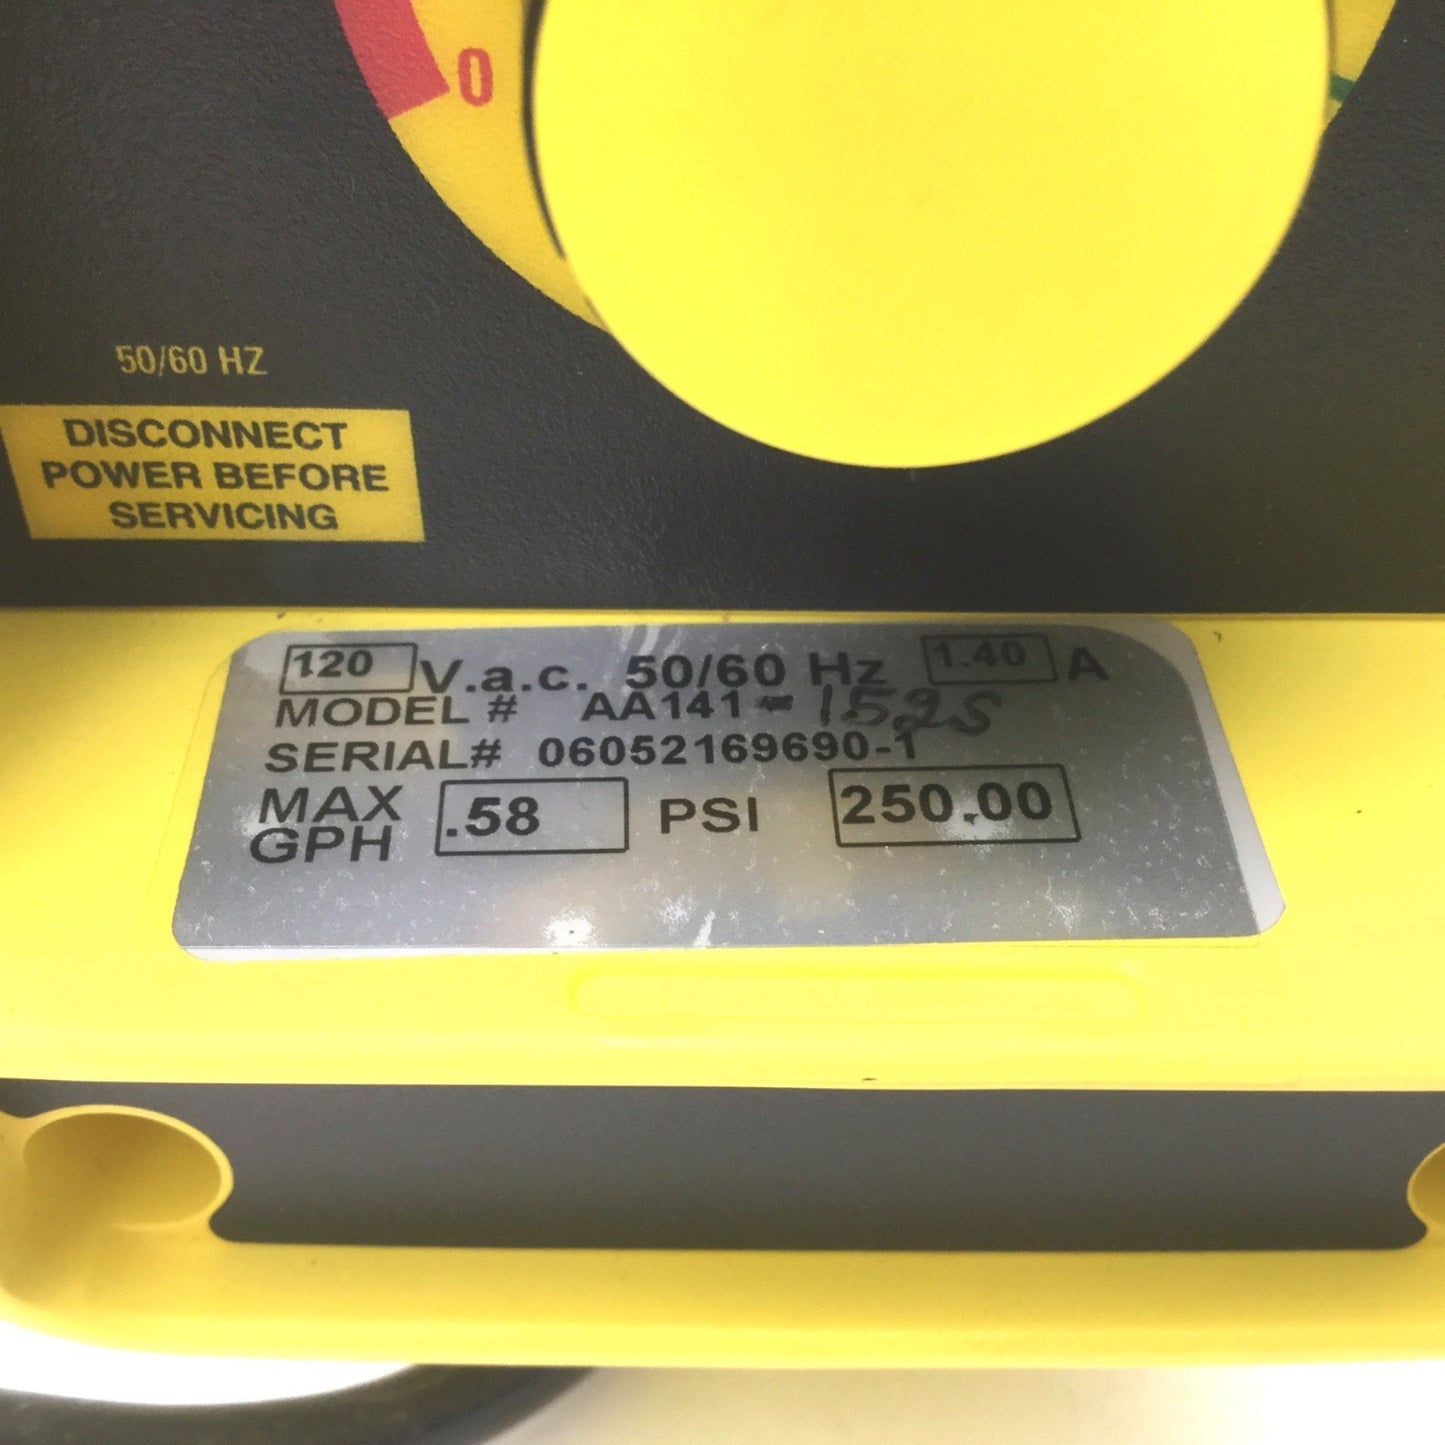 0
50/60 HZ
DISCONNECT
POWER BEFORE
SERVICING
120 V.a.c. 50/60 Hz 1.40 A
MODEL # AA141-152S
SERIAL# 06052169690-1
MAX GPH .58 PSI 250.00